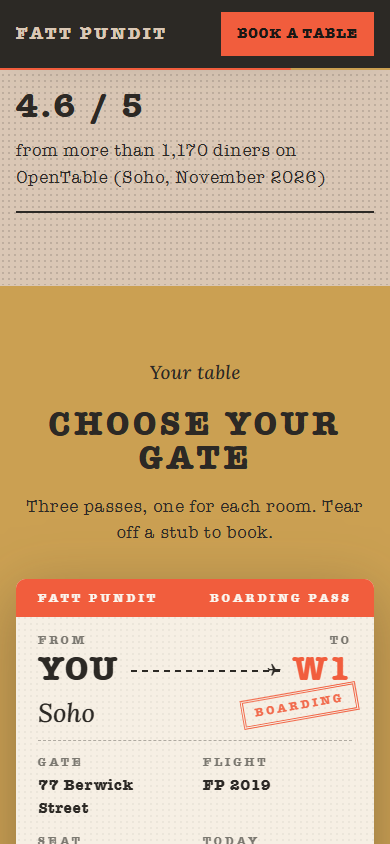 FATT PUNDIT
BOOK A TABLE
4.6 / 5
from more than 1,170 diners on
OpenTable (Soho, November 2026)
Your table
CHOOSE YOUR
GATE
Three passes, one for each room. Tear
off a stub to book.
FATT PUNDIT BOARDING PASS
FROM TO
YOU W1
Soho BOARDING
GATE FLIGHT
77 Berwick FP 2019
Street
SEAT TODAY